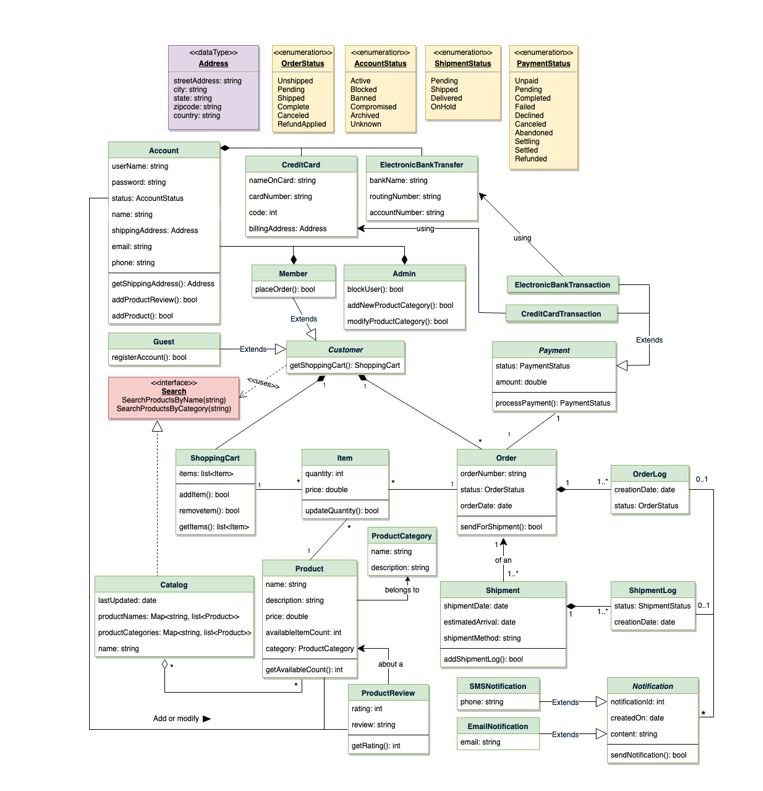 <<dataType>>
Address
streetAddress: string
city: string
state: string
zipcode: string
country: string
<<enumeration>>
OrderStatus
Unshipped
Pending
Shipped
Complete
Canceled
RefundApplied
<<enumeration>>
AccountStatus
Active
Blocked
Banned
Compromised
Archived
Unknown
<<enumeration>>
ShipmentStatus
Pending
Shipped
Delivered
OnHold
<<enumeration>>
PaymentStatus
Unpaid
Pending
Completed
Failed
Declined
Canceled
Abandoned
Settling
Settled
Refunded
Account
userName: string
password: string
status: AccountStatus
name: string
shippingAddress: Address
email: string
phone: string
getShippingAddress(): Address
addProductReview(): bool
addProduct(): bool
CreditCard
nameOnCard: string
cardNumber: string
code: int
billingAddress: Address
ElectronicBankTransfer
bankName: string
routingNumber: string
accountNumber: string
using
using
Member
placeOrder(): bool
Admin
blockUser(): bool
addNewProductCategory(): bool
modifyProductCategory(): bool
ElectronicBankTransaction
CreditCardTransaction
Extends
Extends
Guest
registerAccount(): bool
Extends
Customer
getShoppingCart(): ShoppingCart
Payment
status: PaymentStatus
amount: double
processPayment(): PaymentStatus
<<interface>>
Search
SearchProductsByName(string)
SearchProductsByCategory(string)
<<uses>>
1
1
1
1
*
ShoppingCart
items: list<Item>
addItem(): bool
removetem(): bool
getItems(): list<Item>
1
*
Item
quantity: int
price: double
updateQuantity(): bool
*
1
Order
orderNumber: string
status: OrderStatus
orderDate: date
sendForShipment(): bool
1
1..*
OrderLog
creationDate: date
status: OrderStatus
0..1
*
1
ProductCategory
name: string
description: string
belongs to
1
of an
1..*
Catalog
lastUpdated: date
productNames: Map<string, list<Product>>
productCategories: Map<string, list<Product>>
name: string
*
*
Product
name: string
description: string
price: double
availableItemCount: int
category: ProductCategory
getAvailableCount(): int
about a
Shipment
shipmentDate: date
estimatedArrival: date
shipmentMethod: string
addShipmentLog(): bool
1
1..*
ShipmentLog
status: ShipmentStatus
creationDate: date
0..1
*
ProductReview
rating: int
review: string
getRating(): int
Add or modify
SMSNotification
phone: string
Extends
EmailNotification
email: string
Extends
Notification
notificationId: int
createdOn: date
content: string
sendNotification(): bool